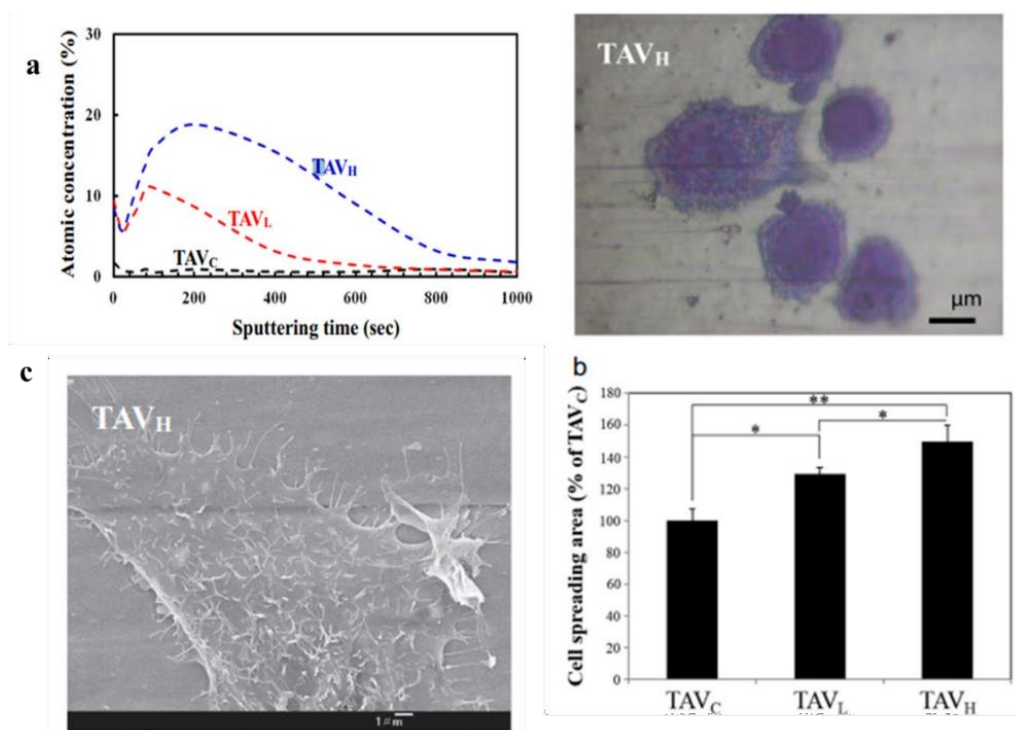 a
Atomic concentration (%)
30
20
10
0
TAVH
TAVL
TAVC
0 200 400 600 800 1000
Sputtering time (sec)
TAVH
µm
c
TAVH
1µm
b
Cell spreading area (% of TAVC)
180
160
140
120
100
80
60
40
20
0
**
* *
TAVC TAVL TAVH